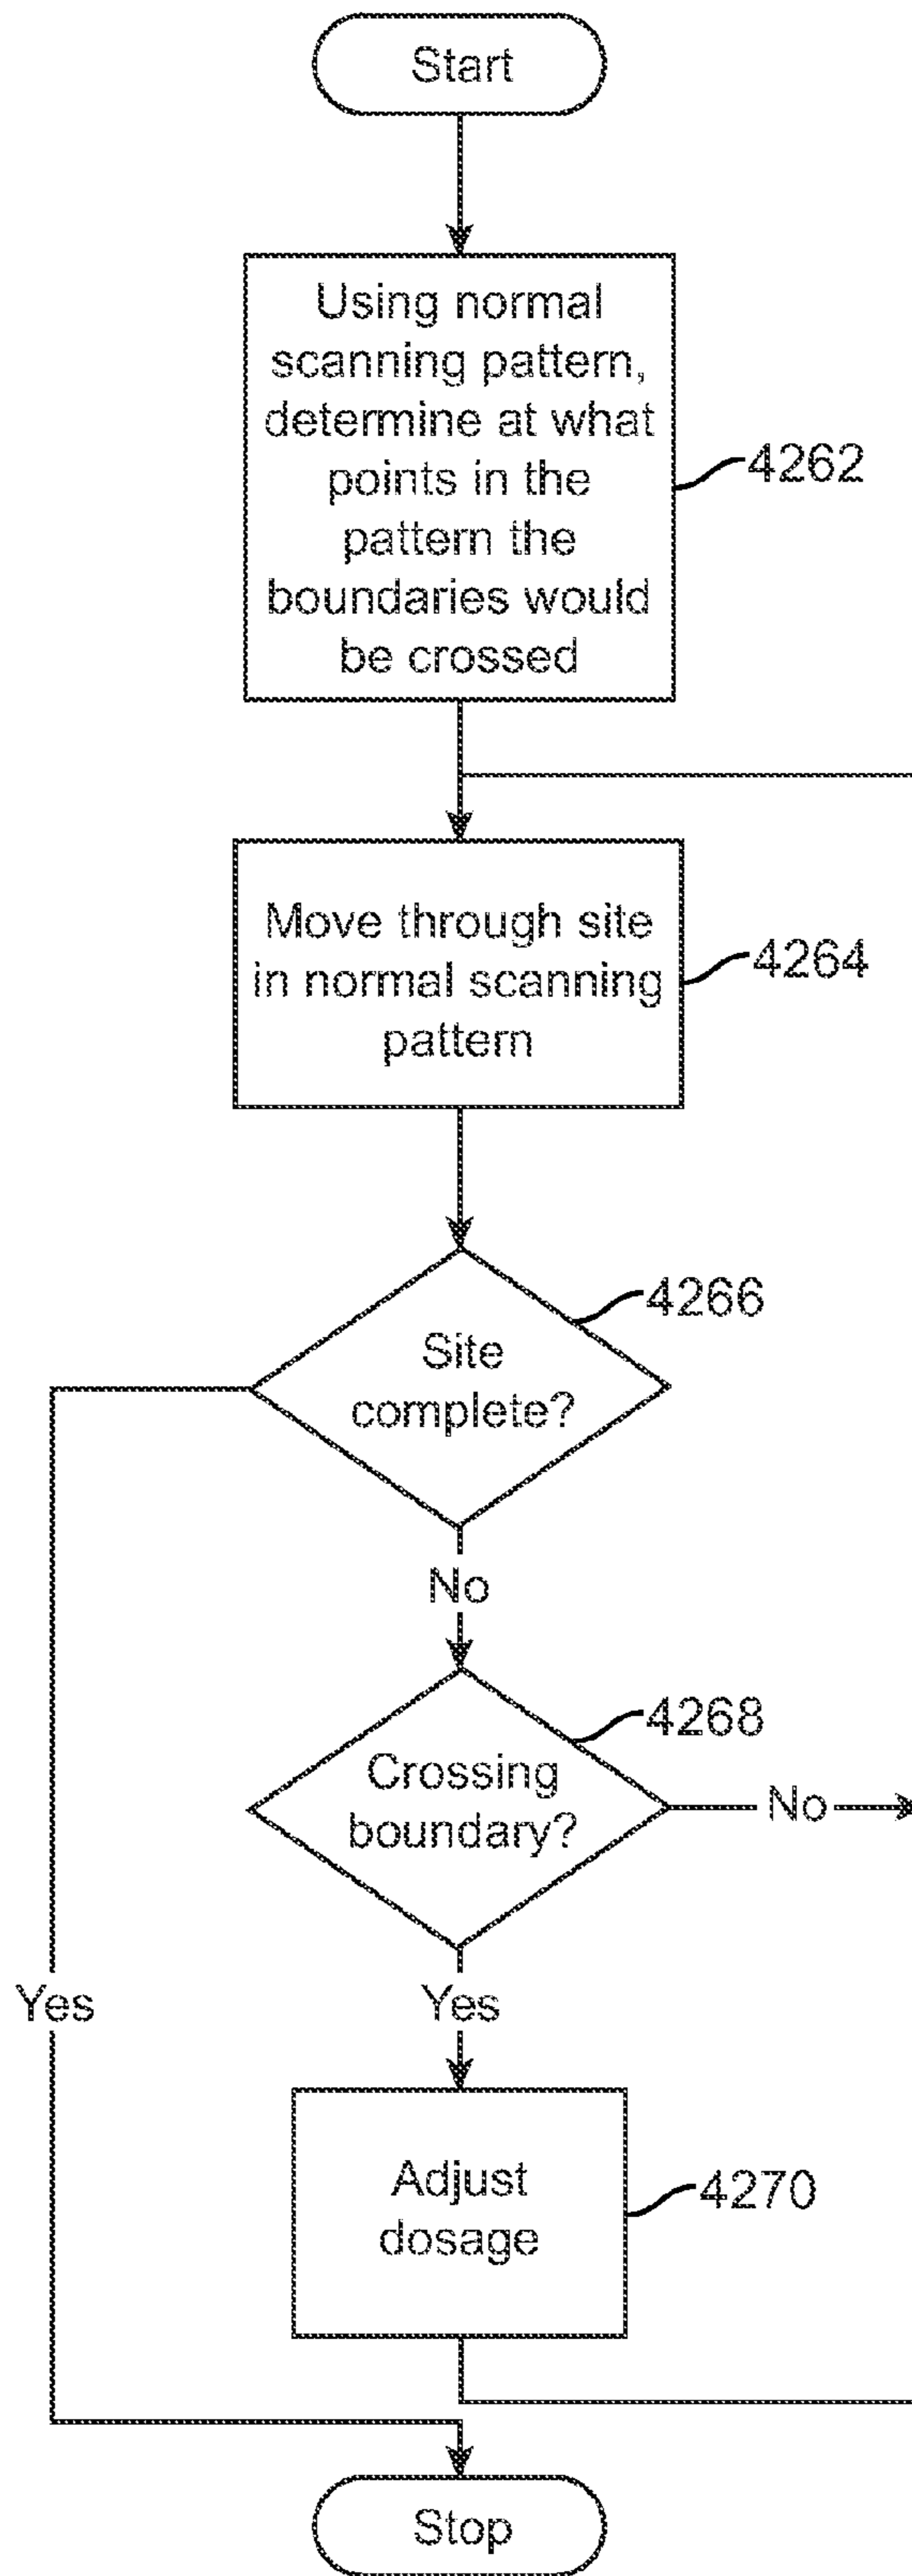 Start
Using normal
scanning pattern,
determine at what
points in the
pattern the
boundaries would
be crossed
4262
Move through site
in normal scanning
pattern
4264
4266
Site
complete?
No
4268
Crossing
boundary?
No
Yes
Yes
Adjust
dosage
4270
Stop